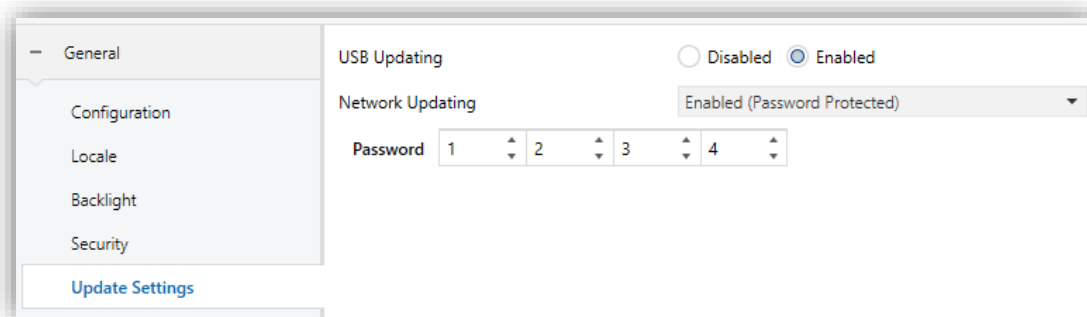 General
Configuration
Locale
Backlight
Security
Update Settings
USB Updating Disabled Enabled
Network Updating Enabled (Password Protected)
Password 1 2 3 4